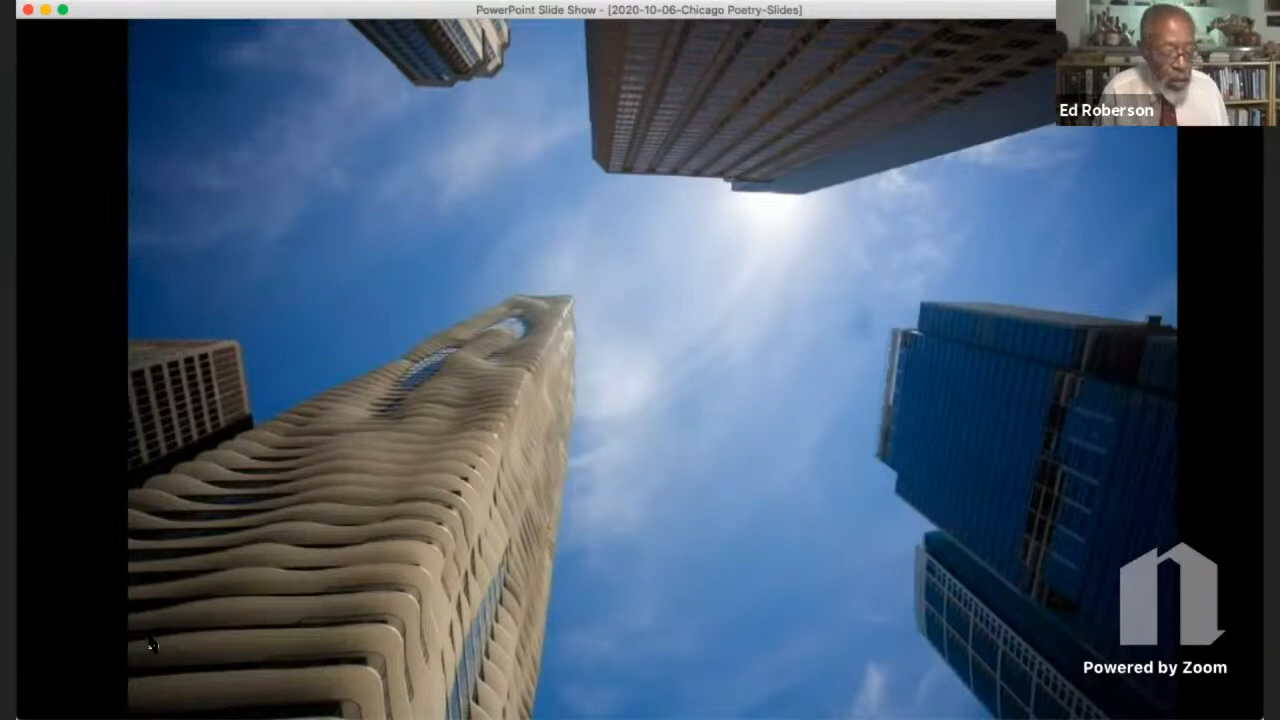 PowerPoint Slide Show - [2020-10-06-Chicago Poetry-Slides]
Ed Roberson
n
Powered by Zoom